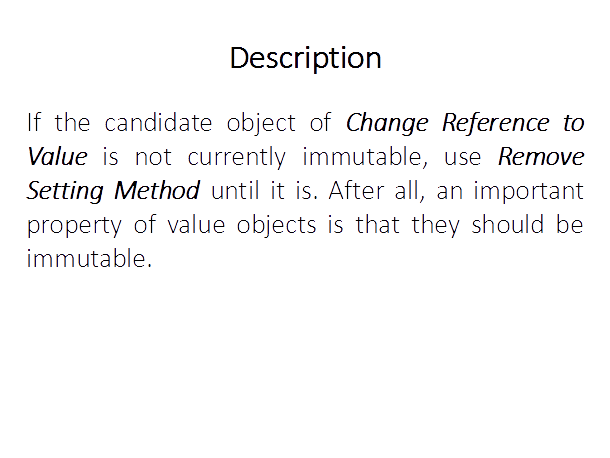 Description
If the candidate object of Change Reference to
Value is not currently immutable, use Remove
Setting Method until it is. After all, an important
property of value objects is that they should be
immutable.